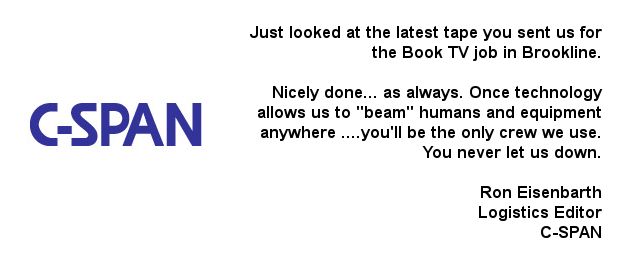 C-SPAN
Just looked at the latest tape you sent us for
the Book TV job in Brookline.
Nicely done... as always. Once technology
allows us to "beam" humans and equipment
anywhere ....you'll be the only crew we use.
You never let us down.
Ron Eisenbarth
Logistics Editor
C-SPAN